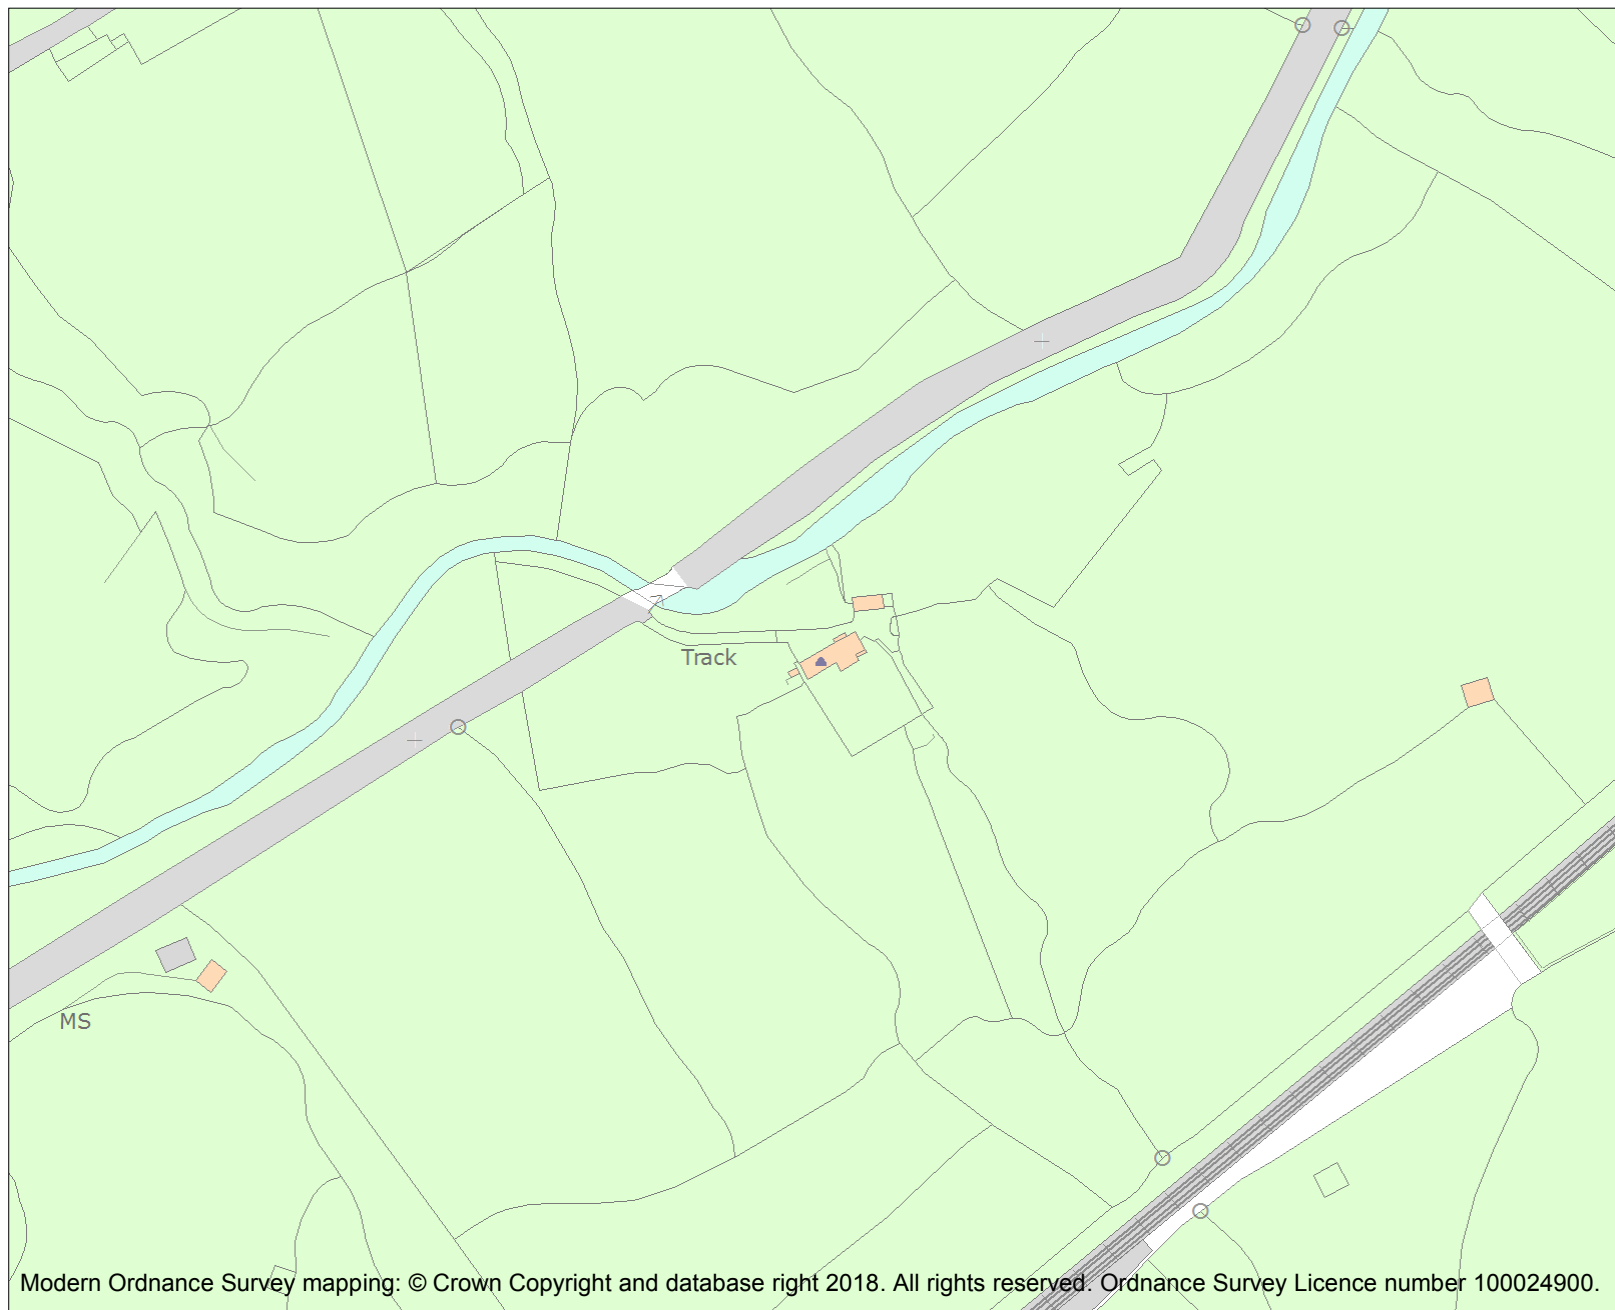 Track
MS
Modern Ordnance Survey mapping: © Crown Copyright and database right 2018. All rights reserved. Ordnance Survey Licence number 100024900.